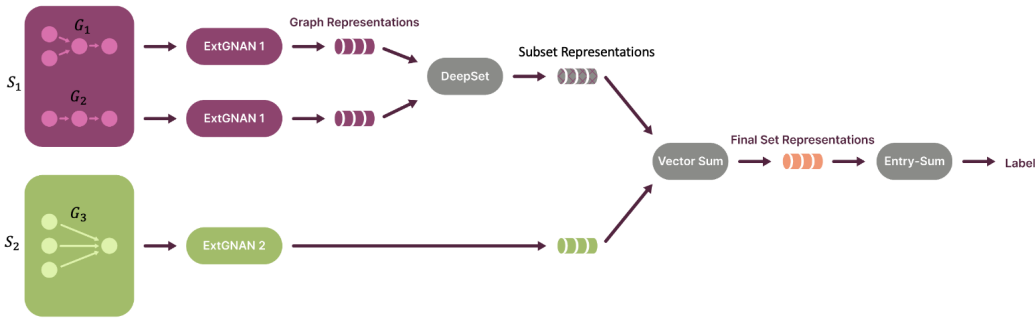 G₁
ExtGNAN 1
Graph Representations
S₁
G₂
ExtGNAN 1
DeepSet
Subset Representations
Vector Sum
Final Set Representations
Entry-Sum
Label
S₂
G₃
ExtGNAN 2